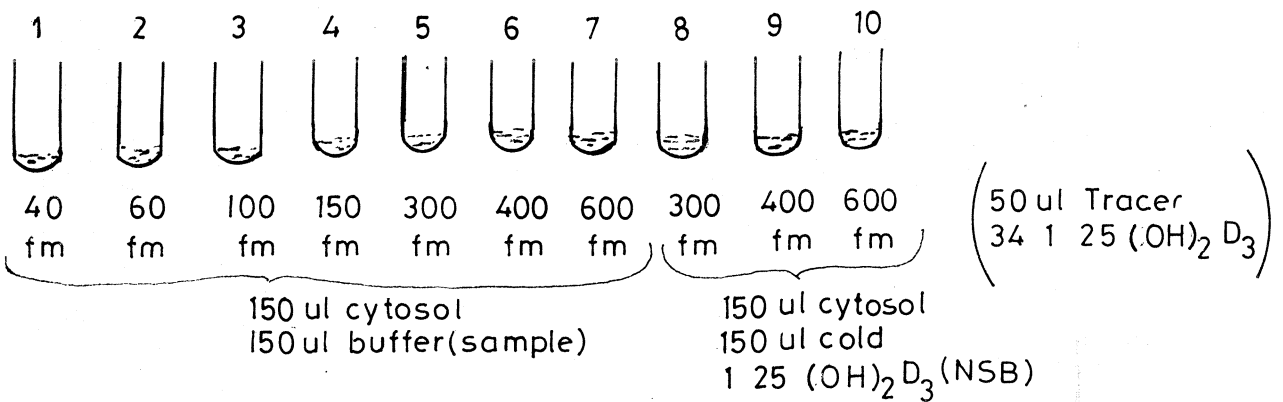 1 2 3 4 5 6 7 8 9 10
40 60 100 150 300 400 600 300 400 600
fm fm fm fm fm fm fm fm fm fm
50 ul Tracer
34 1 25 (OH)₂ D₃
150 ul cytosol
150 ul buffer(sample)
150 ul cytosol
150 ul cold
1 25 (OH)₂ D₃ (NSB)